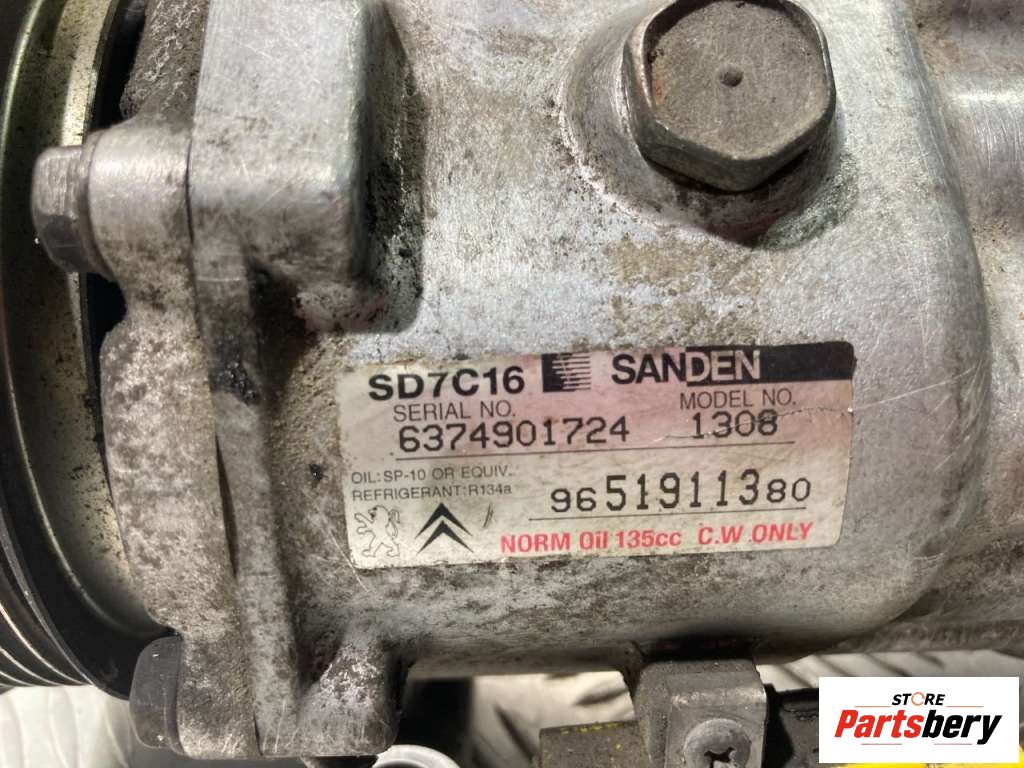 SD7C16 SANDEN
SERIAL NO. MODEL NO.
6374901724 1308
OIL:SP-10 OR EQUIV.
REFRIGERANT:R134a
9651911380
NORM Oil 135cc C.W.ONLY
STORE
Partsbery